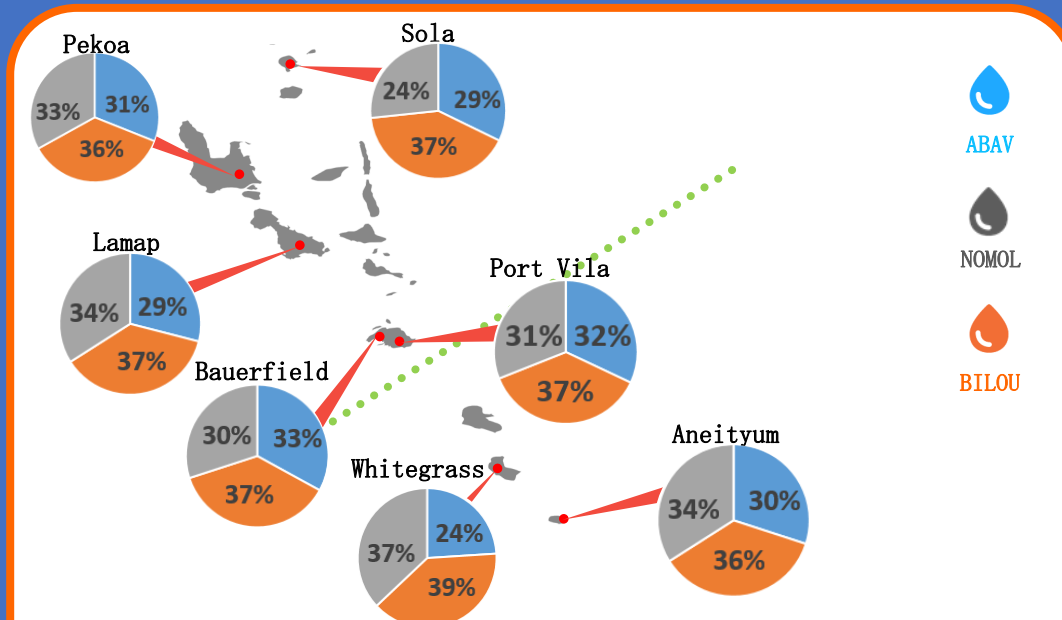 Pekoa
33%
31%
36%
Sola
24%
29%
37%
ABAV
NOMOL
BILOU
Lamap
34%
29%
37%
Port Vila
31%
32%
37%
Bauerfield
30%
33%
37%
Whitegrass
37%
24%
39%
Aneityum
34%
30%
36%